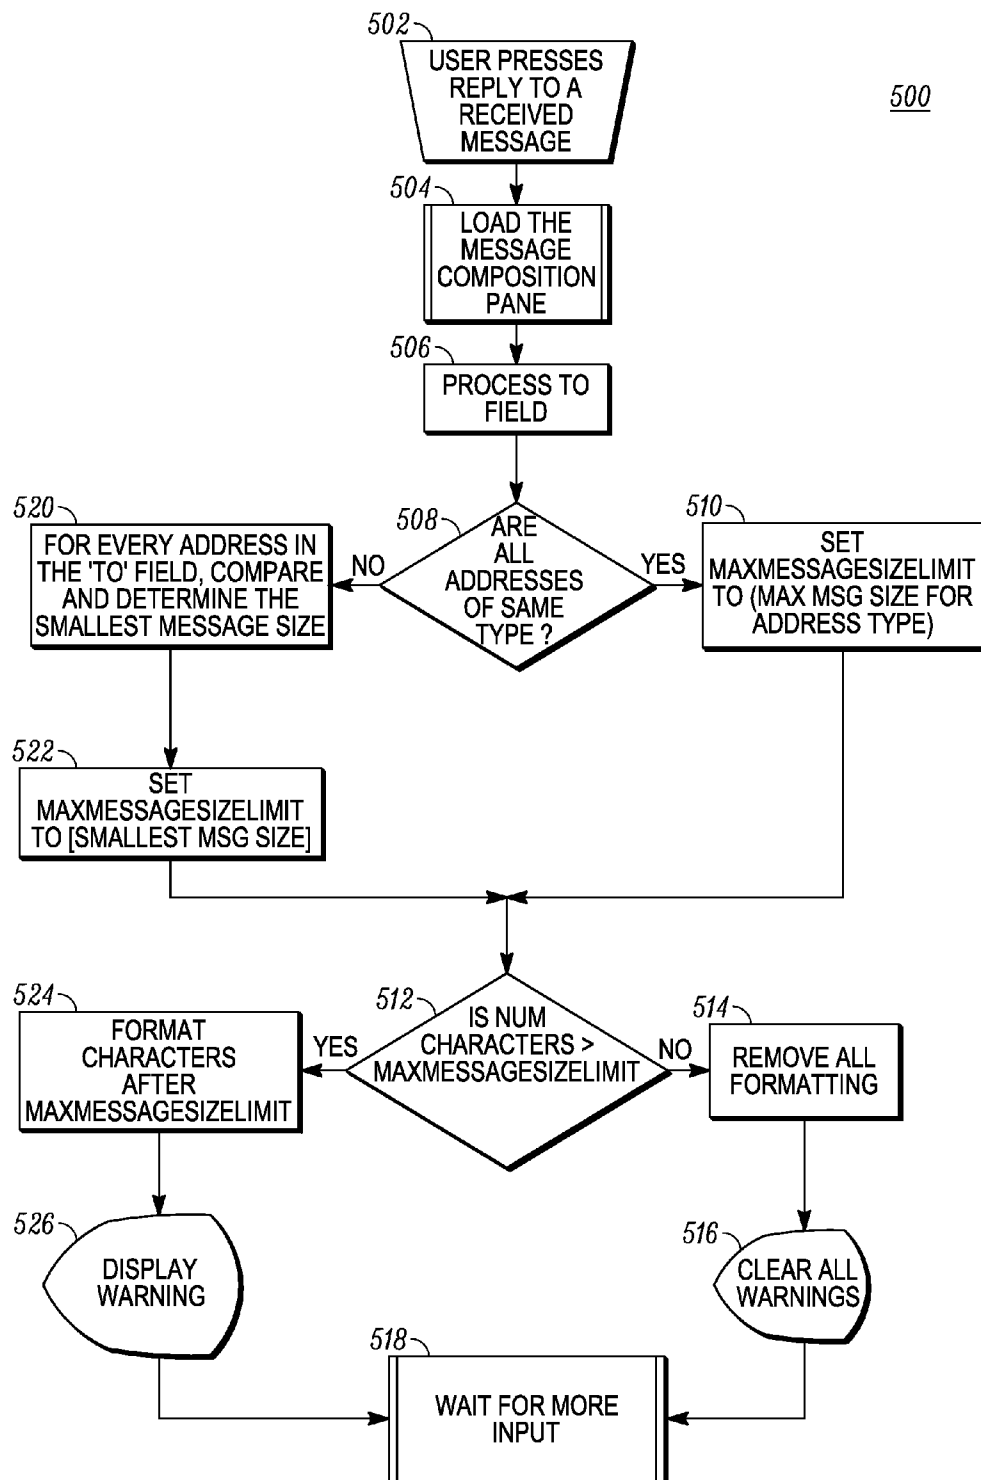 502
USER PRESSES
REPLY TO A
RECEIVED
MESSAGE
500
504
LOAD THE
MESSAGE
COMPOSITION
PANE
506
PROCESS TO
FIELD
508
ARE
ALL
ADDRESSES
OF SAME
TYPE ?
NO
YES
520
FOR EVERY ADDRESS IN
THE 'TO' FIELD, COMPARE
AND DETERMINE THE
SMALLEST MESSAGE SIZE
510
SET
MAXMESSAGESIZELIMIT
TO (MAX MSG SIZE FOR
ADDRESS TYPE)
522
SET
MAXMESSAGESIZELIMIT
TO [SMALLEST MSG SIZE]
512
IS NUM
CHARACTERS >
MAXMESSAGESIZELIMIT
YES
NO
524
FORMAT
CHARACTERS
AFTER
MAXMESSAGESIZELIMIT
514
REMOVE ALL
FORMATTING
526
DISPLAY
WARNING
516
CLEAR ALL
WARNINGS
518
WAIT FOR MORE
INPUT